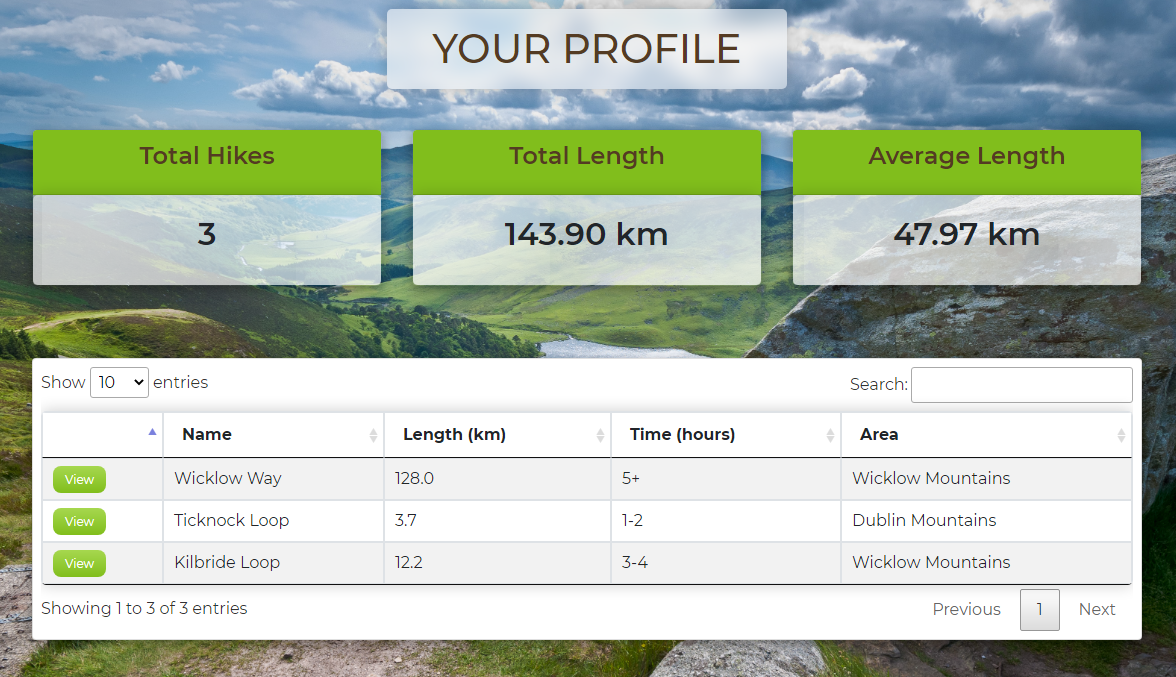 YOUR PROFILE
Total Hikes Total Length Average Length
3 143.90 km 47.97 km
Show 10 entries Search:
Name Length (km) Time (hours) Area
View Wicklow Way 128.0 5+ Wicklow Mountains
View Ticknock Loop 3.7 1-2 Dublin Mountains
View Kilbride Loop 12.2 3-4 Wicklow Mountains
Showing 1 to 3 of 3 entries Previous 1 Next